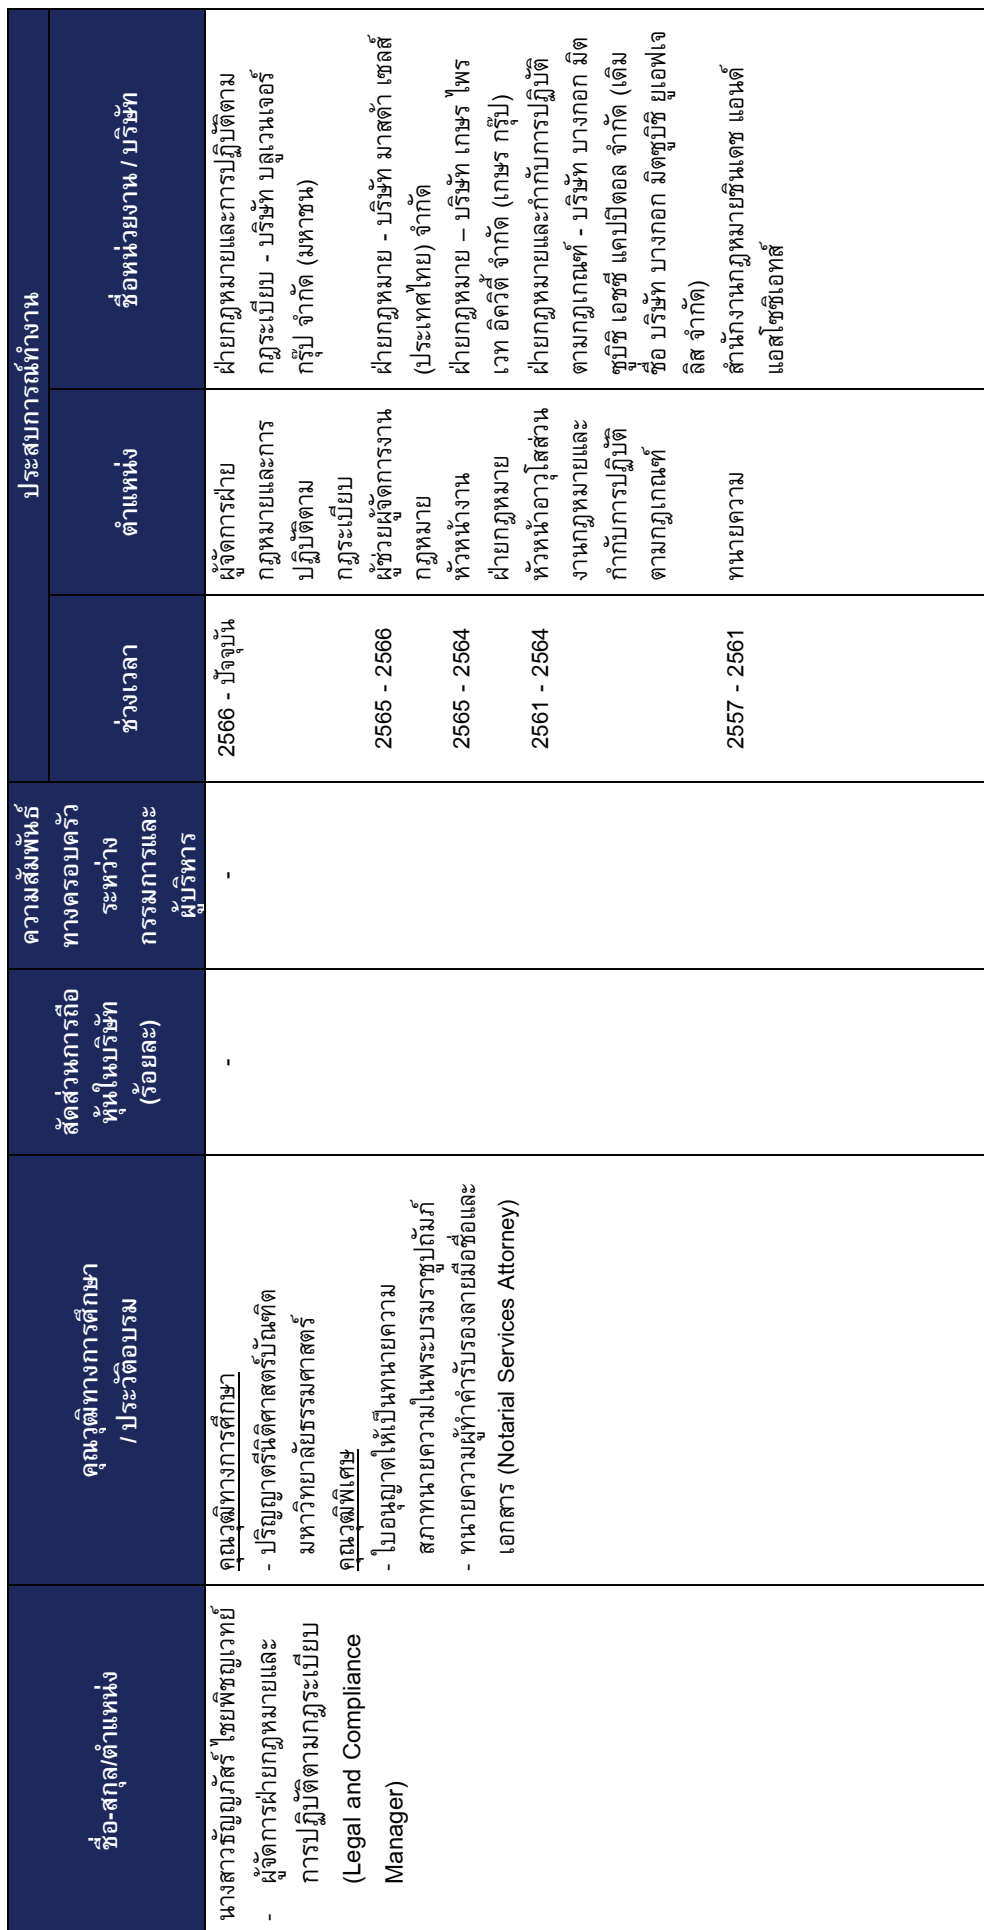 ชื่อ-สกุล/ตำแหน่ง
คุณวุฒิทางการศึกษา
/ ประวัติอบรม
สัดส่วนการถือ
หุ้นในบริษัท
(ร้อยละ)
ความสัมพันธ์
ทางครอบครัว
ระหว่าง
กรรมการและ
ผู้บริหาร
ประสบการณ์ทำงาน
ช่วงเวลา
ตำแหน่ง
ชื่อหน่วยงาน / บริษัท
นางสาวธัญญภัสร์ ไชยพิชญเวทย์
- ผู้จัดการฝ่ายกฎหมายและ
การปฏิบัติตามกฎระเบียบ
(Legal and Compliance
Manager)
คุณวุฒิทางการศึกษา
- ปริญญาตรีนิติศาสตร์บัณฑิต
มหาวิทยาลัยธรรมศาสตร์
คุณวุฒิพิเศษ
- ใบอนุญาตให้เป็นทนายความ
สภาทนายความในพระบรมราชูปถัมภ์
- ทนายความผู้ทำคำรับรองลายมือชื่อและ
เอกสาร (Notarial Services Attorney)
-
-
2566 - ปัจจุบัน
ผู้จัดการฝ่าย
กฎหมายและการ
ปฏิบัติตาม
กฎระเบียบ
ฝ่ายกฎหมายและการปฏิบัติตาม
กฎระเบียบ - บริษัท บลูเวนเจอร์
กรุ๊ป จำกัด (มหาชน)
2565 - 2566
ผู้ช่วยผู้จัดการงาน
กฎหมาย
ฝ่ายกฎหมาย - บริษัท มาสด้า เซลส์
(ประเทศไทย) จำกัด
2565 - 2564
หัวหน้างาน
ฝ่ายกฎหมาย
ฝ่ายกฎหมาย – บริษัท เกษร ไพร
เวท อิควิตี้ จำกัด (เกษร กรุ๊ป)
2561 - 2564
หัวหน้าอาวุโสส่วน
งานกฎหมายและ
กำกับการปฏิบัติ
ตามกฎเกณฑ์
ฝ่ายกฎหมายและกำกับการปฏิบัติ
ตามกฎเกณฑ์ - บริษัท บางกอก มิต
ซูบิชิ เอชซี แคปปิตอล จำกัด (เดิม
ชื่อ บริษัท บางกอก มิตซูบิชิ ยูเอฟเจ
ลิส จำกัด)
2557 - 2561
ทนายความ
สำนักงานกฎหมายชินเดช แอนด์
แอสโซซิเอทส์